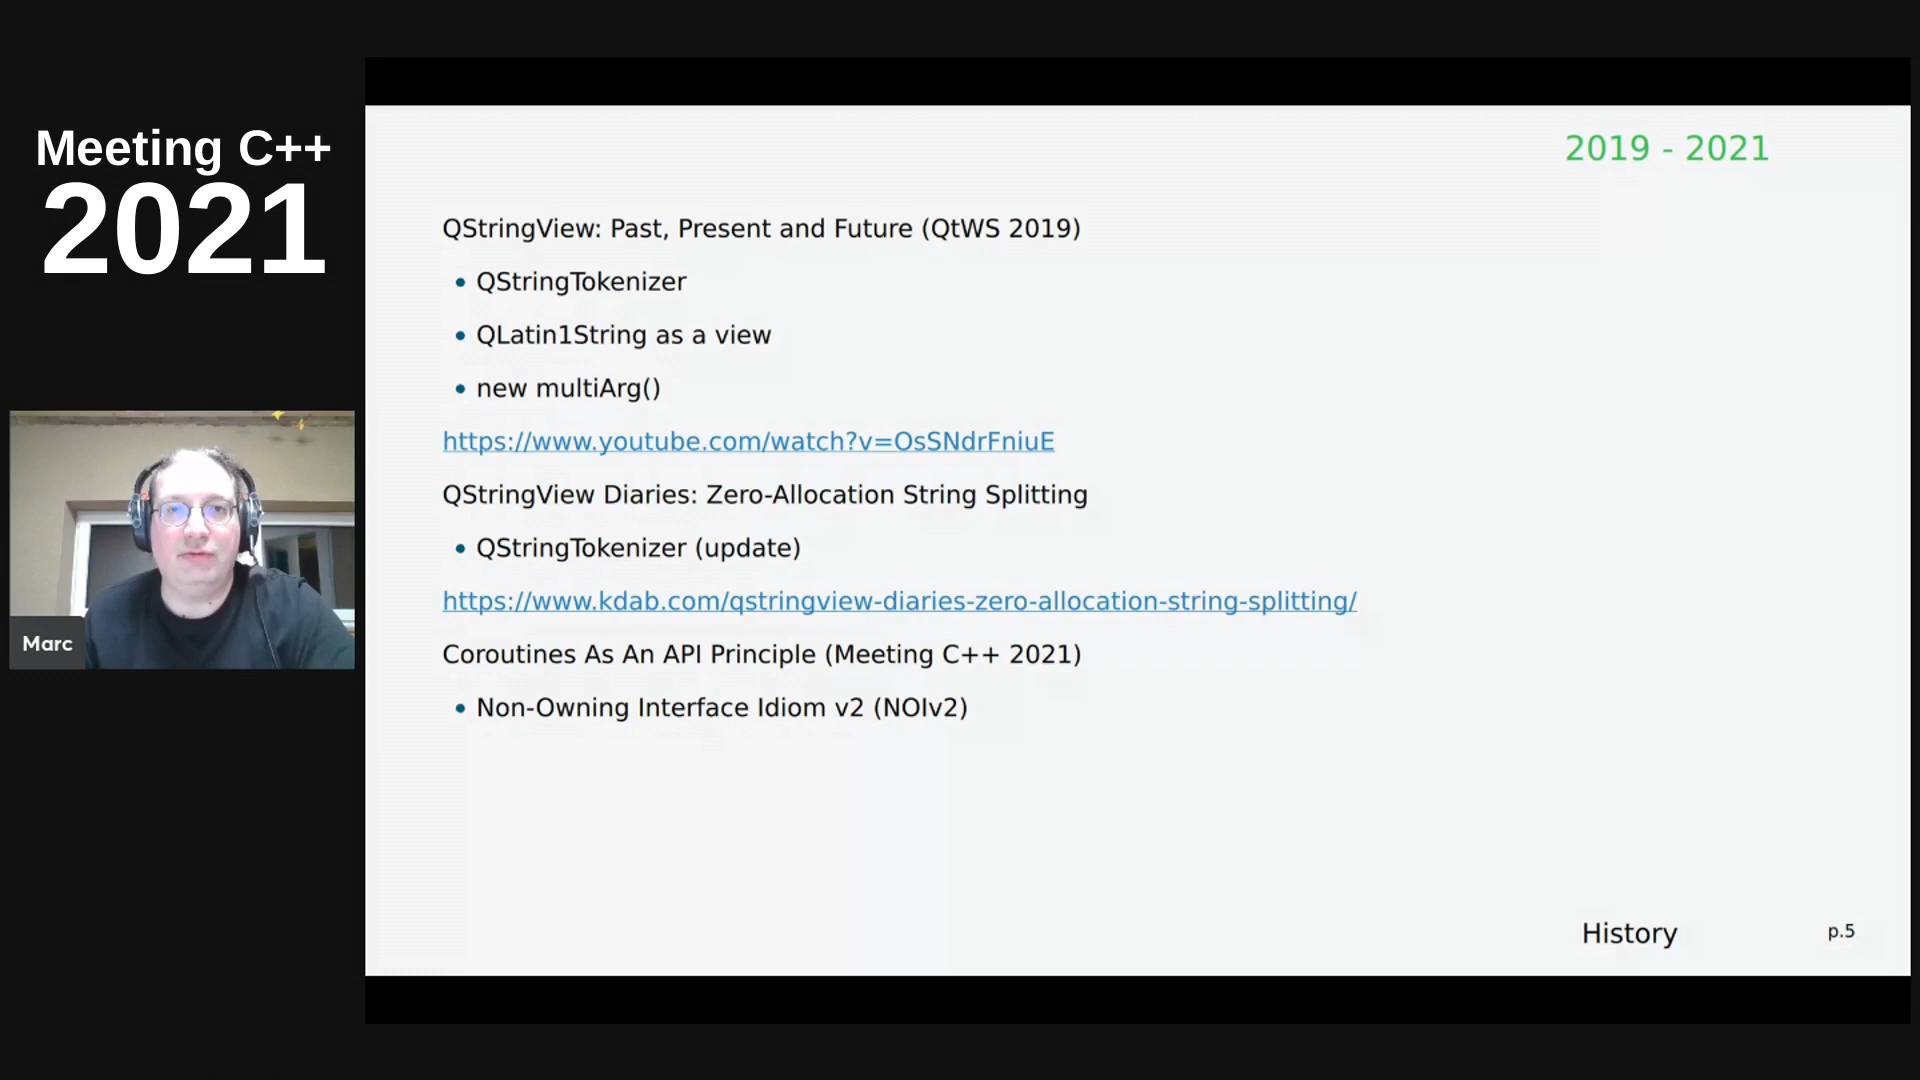 Meeting C++
2021
Marc
2019 - 2021
QStringView: Past, Present and Future (QtWS 2019)
• QStringTokenizer
• QLatin1String as a view
• new multiArg()
https://www.youtube.com/watch?v=OsSNdrFniuE
QStringView Diaries: Zero-Allocation String Splitting
• QStringTokenizer (update)
https://www.kdab.com/qstringview-diaries-zero-allocation-string-splitting/
Coroutines As An API Principle (Meeting C++ 2021)
• Non-Owning Interface Idiom v2 (NOIv2)
History
p.5